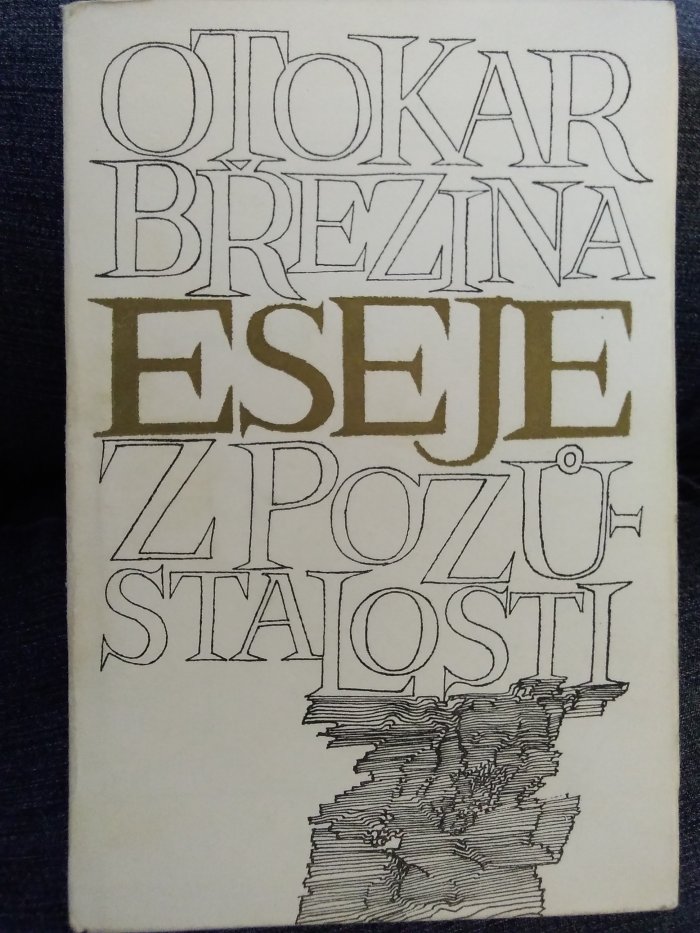 OTOKAR
BŘEZINA
ESEJE
Z POZŮ-
STALOSTI